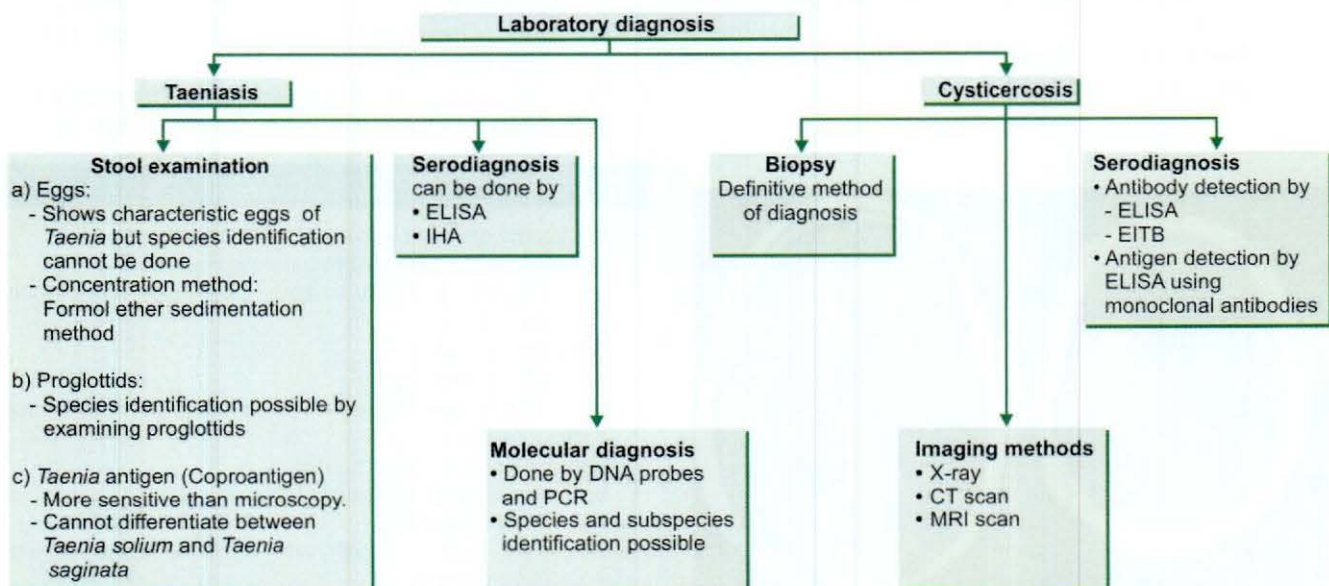 Laboratory diagnosis
Taeniasis
Cysticercosis
Stool examination
a) Eggs:
- Shows characteristic eggs of
Taenia but species identification
cannot be done
- Concentration method:
Formol ether sedimentation
method
b) Proglottids:
- Species identification possible by
examining proglottids
c) Taenia antigen (Coproantigen)
- More sensitive than microscopy.
- Cannot differentiate between
Taenia solium and Taenia
saginata
Serodiagnosis
can be done by
• ELISA
• IHA
Molecular diagnosis
• Done by DNA probes
and PCR
• Species and subspecies
identification possible
Biopsy
Definitive method
of diagnosis
Imaging methods
• X-ray
• CT scan
• MRI scan
Serodiagnosis
• Antibody detection by
- ELISA
- EITB
• Antigen detection by
ELISA using
monoclonal antibodies